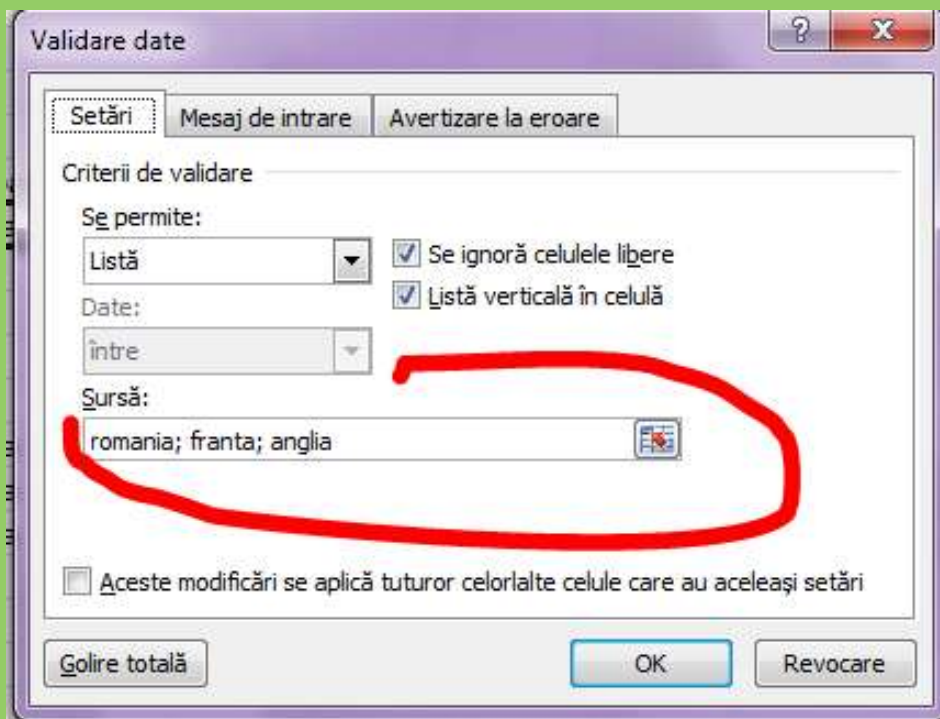 Validare date
Setări
Mesaj de intrare
Avertizare la eroare
Criterii de validare
Se permite:
Listă
Se ignoră celulele libere
Listă verticală în celulă
Date:
între
Sursă:
romania; franta; anglia
Aceste modificări se aplică tuturor celorlalte celule care au aceleaşi setări
Golire totală
OK
Revocare